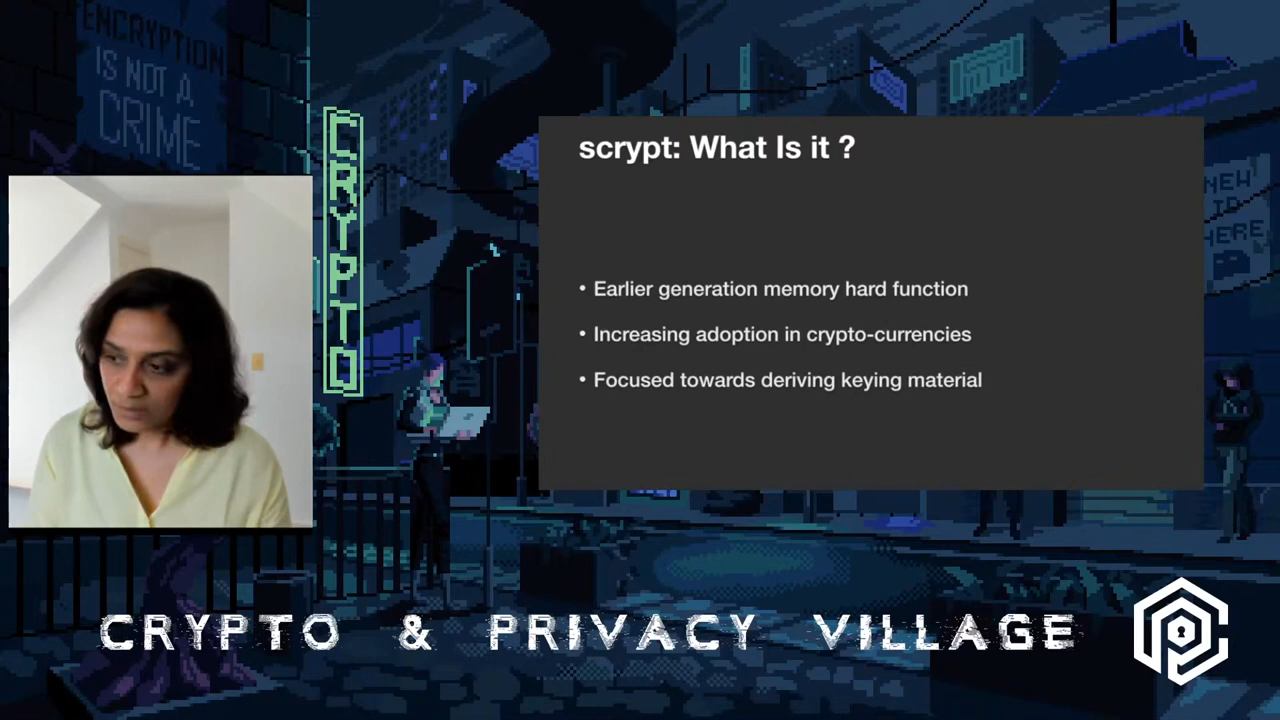 ENCRYPTION
IS NOT A
CRIME
CRYPTO
scrypt: What Is it ?
• Earlier generation memory hard function
• Increasing adoption in crypto-currencies
• Focused towards deriving keying material
NEW
ID
HERE
CRYPTO & PRIVACY VILLAGE